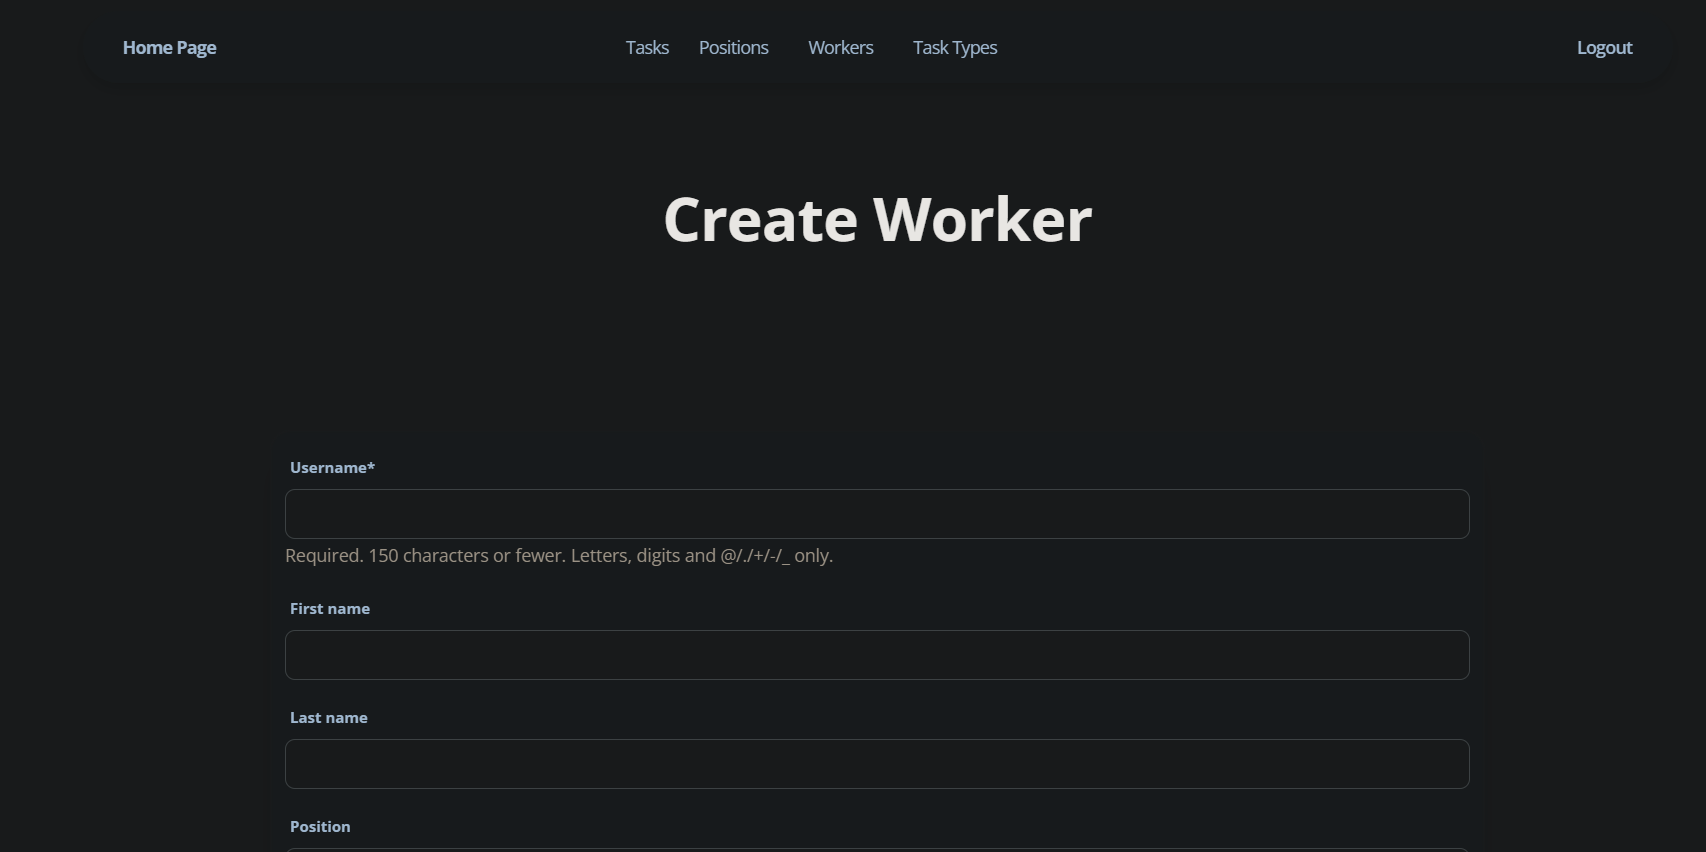 Home Page Tasks Positions Workers Task Types Logout
Create Worker
Username*
Required. 150 characters or fewer. Letters, digits and @/./+/-/_ only.
First name
Last name
Position